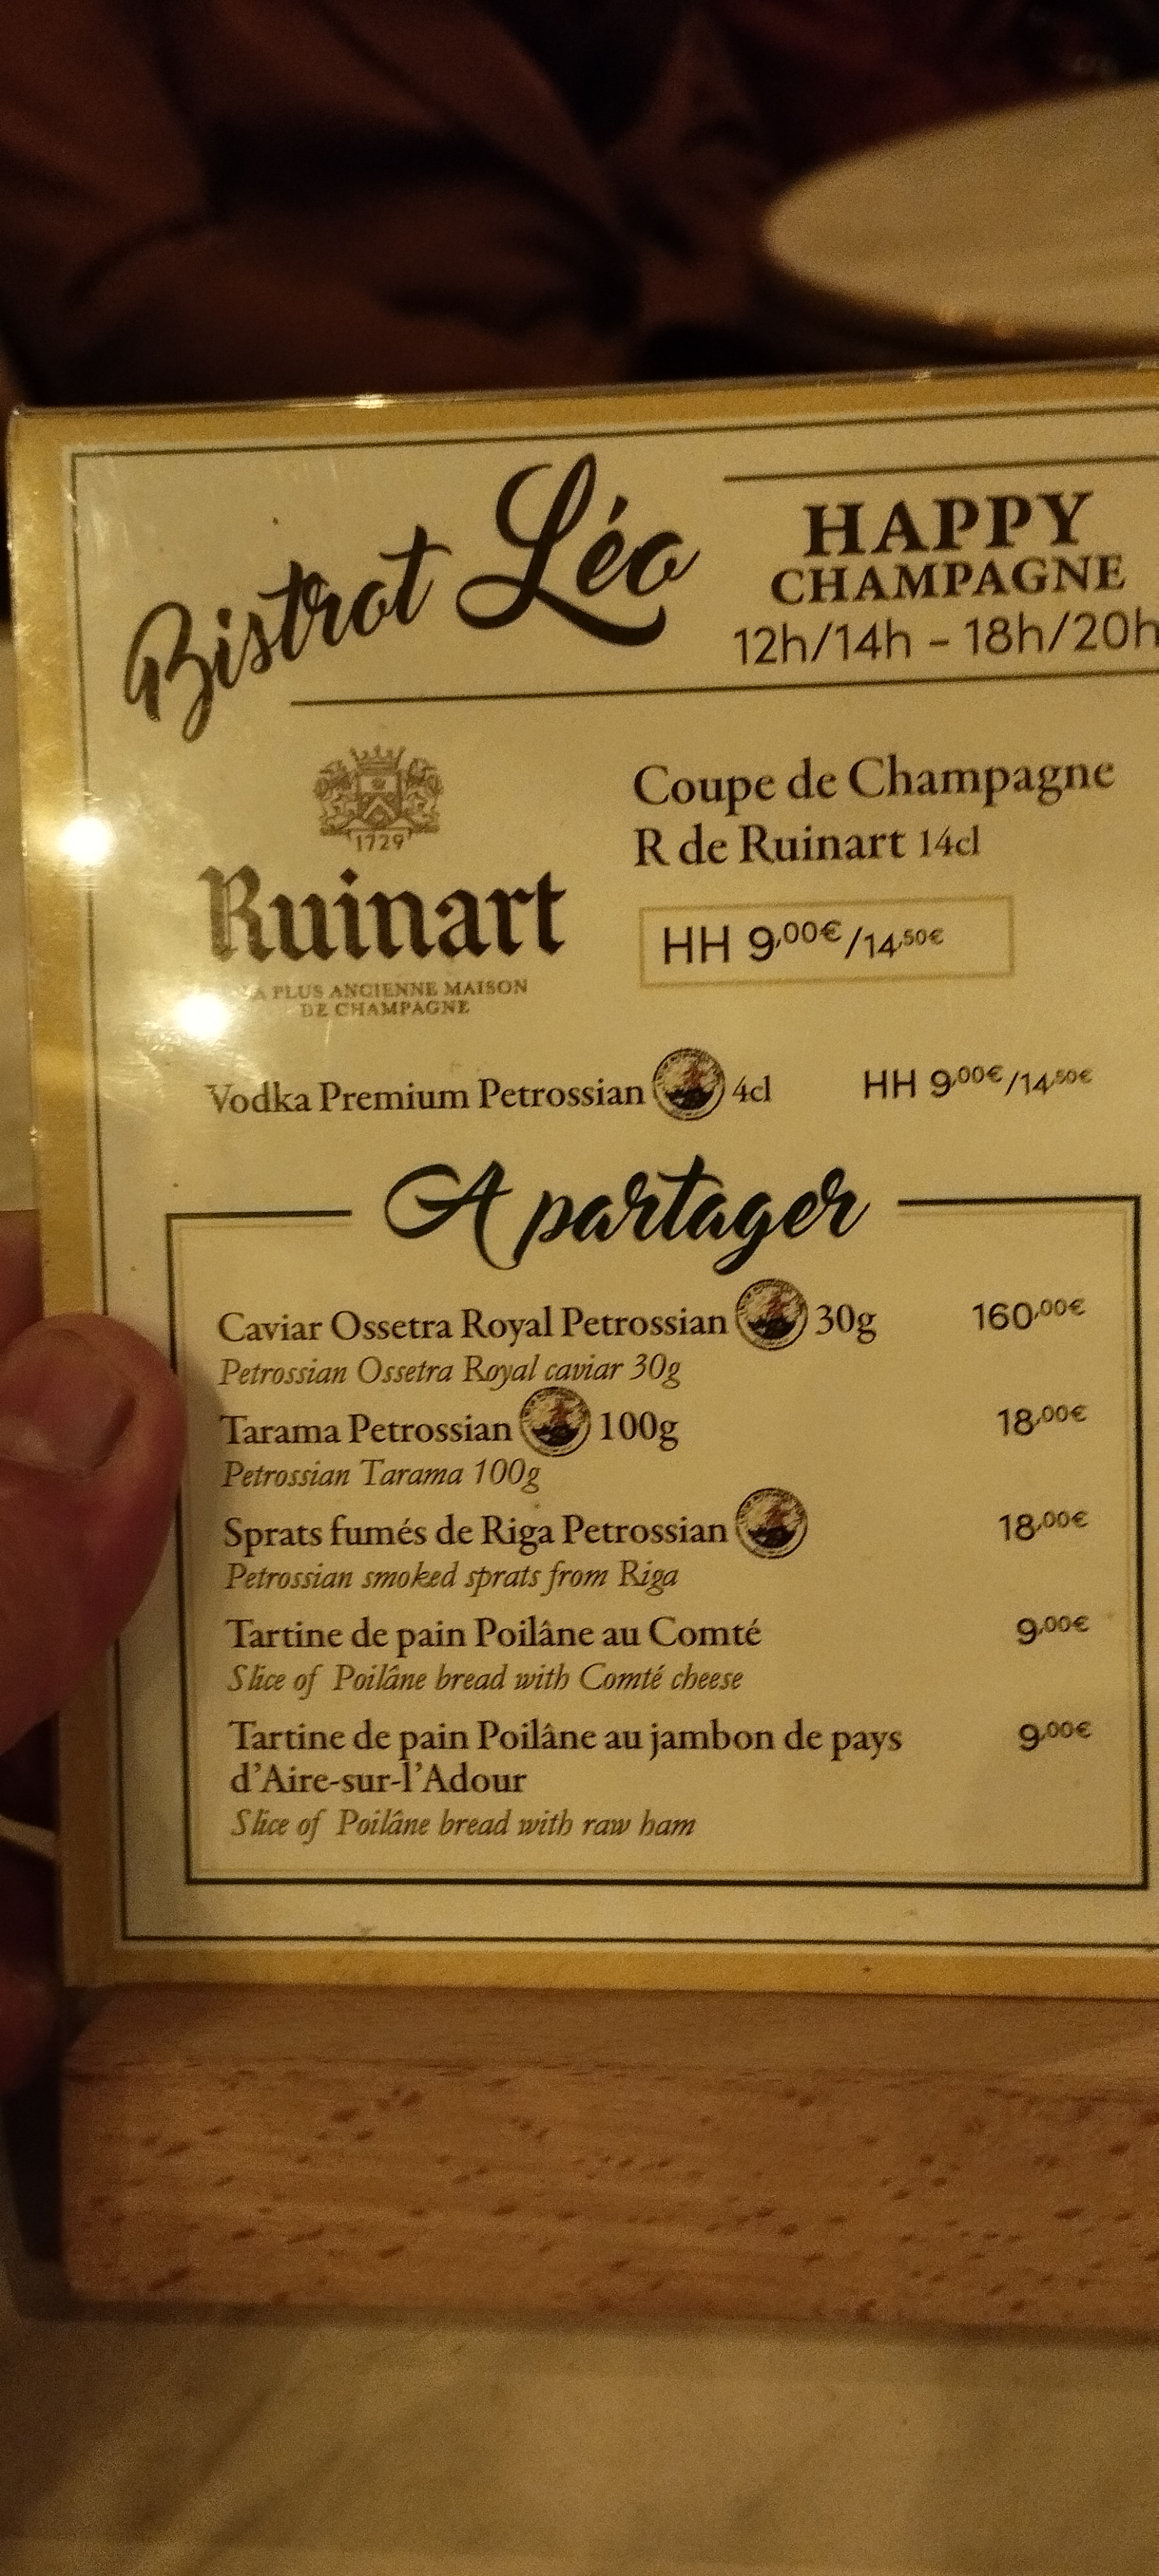 Bistrot Léo
HAPPY
CHAMPAGNE
12h/14h - 18h/20h
1729
Ruinart
A PLUS ANCIENNE MAISON
DE CHAMPAGNE
Coupe de Champagne
R de Ruinart 14cl
HH 9,00€/14,50€
Vodka Premium Petrossian 4cl HH 9,00€/14,50€
A partager
Caviar Ossetra Royal Petrossian 30g 160,00€
Petrossian Ossetra Royal caviar 30g
Tarama Petrossian 100g 18,00€
Petrossian Tarama 100g
Sprats fumés de Riga Petrossian 18,00€
Petrossian smoked sprats from Riga
Tartine de pain Poilâne au Comté 9,00€
Slice of Poilâne bread with Comté cheese
Tartine de pain Poilâne au jambon de pays 9,00€
d'Aire-sur-l'Adour
Slice of Poilâne bread with raw ham